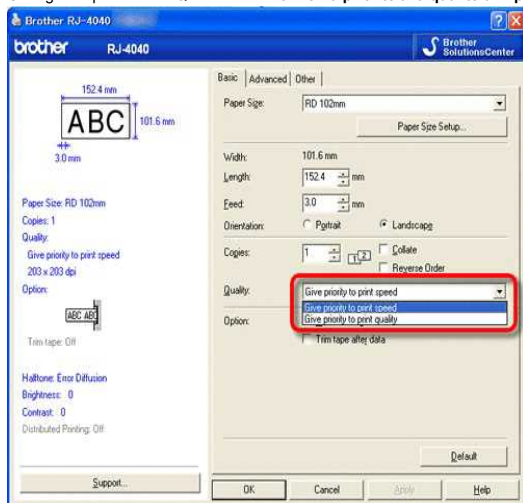 Brother RJ-4040
brother RJ-4040
Brother
SolutionsCenter
152.4 mm
ABC
101.6 mm
3.0 mm
Paper Size: RD 102mm
Copies: 1
Quality:
Give priority to print speed
203 x 203 dpi
Option:
ABC ABC
Trim tape: Off
Halftone: Error Diffusion
Brightness: 0
Contrast: 0
Distributed Printing: Off
Support...
Basic Advanced Other
Paper Size: RD 102mm
Paper Size Setup...
Width: 101.6 mm
Length: 152.4 mm
Feed: 3.0 mm
Orientation: Portrait Landscape
Copies: 1 1 2 Collate
Reverse Order
Quality: Give priority to print speed
Give priority to print speed
Give priority to print quality
Option:
Trim tape after data
Default
OK Cancel Apply Help